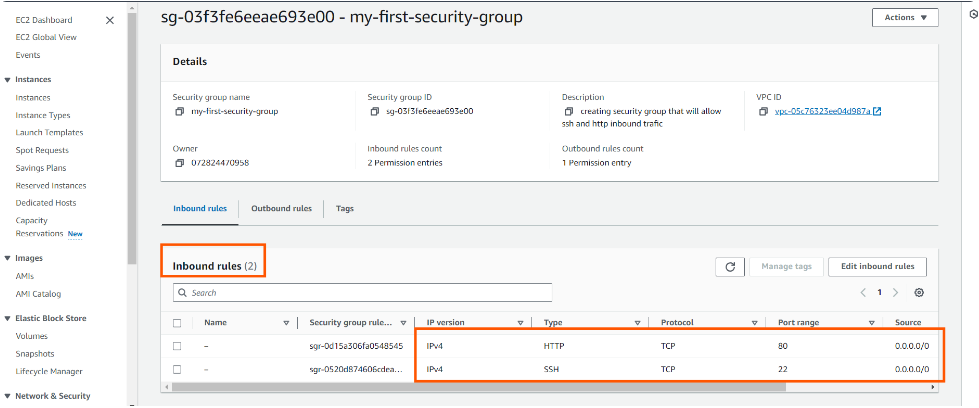 EC2 Dashboard
EC2 Global View
Events
Instances
Instances
Instance Types
Launch Templates
Spot Requests
Savings Plans
Reserved Instances
Dedicated Hosts
Capacity
Reservations New
Images
AMIs
AMI Catalog
Elastic Block Store
Volumes
Snapshots
Lifecycle Manager
Network & Security
sg-03f3fe6eeae693e00 - my-first-security-group
Actions
Details
Security group name
my-first-security-group
Security group ID
sg-03f3fe6eeae693e00
Description
creating security group that will allow
ssh and http inbound trafic
VPC ID
vpc-05c76323ee04d987a
Owner
072824470958
Inbound rules count
2 Permission entries
Outbound rules count
1 Permission entry
Inbound rules Outbound rules Tags
Inbound rules (2)
Manage tags Edit inbound rules
Search
1
Name Security group rule... IP version Type Protocol Port range Source
– sgr-0d15a306fa0548545 IPv4 HTTP TCP 80 0.0.0.0/0
– sgr-0520d874606cdea... IPv4 SSH TCP 22 0.0.0.0/0